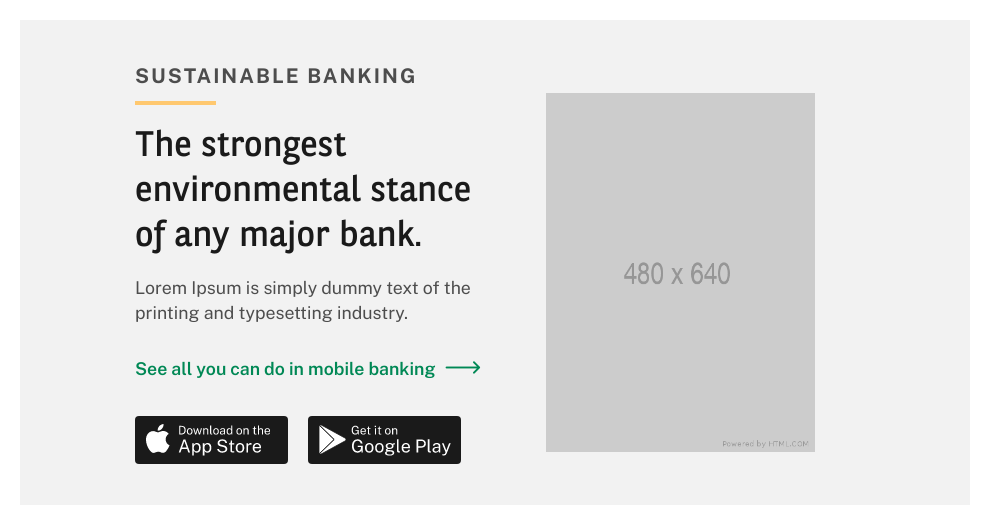 SUSTAINABLE BANKING
The strongest
environmental stance
of any major bank.
Lorem Ipsum is simply dummy text of the
printing and typesetting industry.
See all you can do in mobile banking
Download on the
App Store
Get it on
Google Play
480 x 640
Powered by HTML.COM